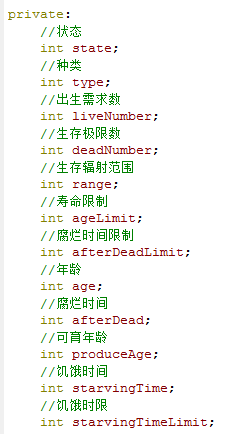 private:
//状态
int state;
//种类
int type;
//出生需求数
int liveNumber;
//生存极限数
int deadNumber;
//生存辐射范围
int range;
//寿命限制
int ageLimit;
//腐烂时间限制
int afterDeadLimit;
//年龄
int age;
//腐烂时间
int afterDead;
//可育年龄
int produceAge;
//饥饿时间
int starvingTime;
//饥饿时限
int starvingTimeLimit;